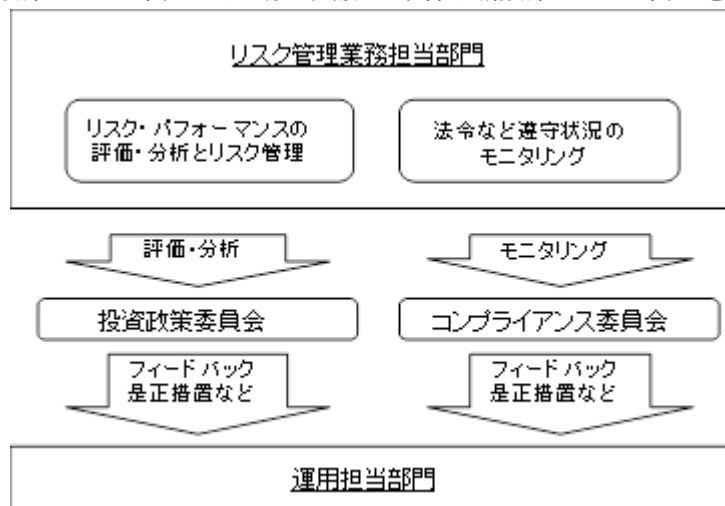 リスク管理業務担当部門
リスク・パフォーマンスの
評価・分析とリスク管理
法令など遵守状況の
モニタリング
評価・分析
モニタリング
投資政策委員会
コンプライアンス委員会
フィードバック
是正措置など
フィードバック
是正措置など
運用担当部門